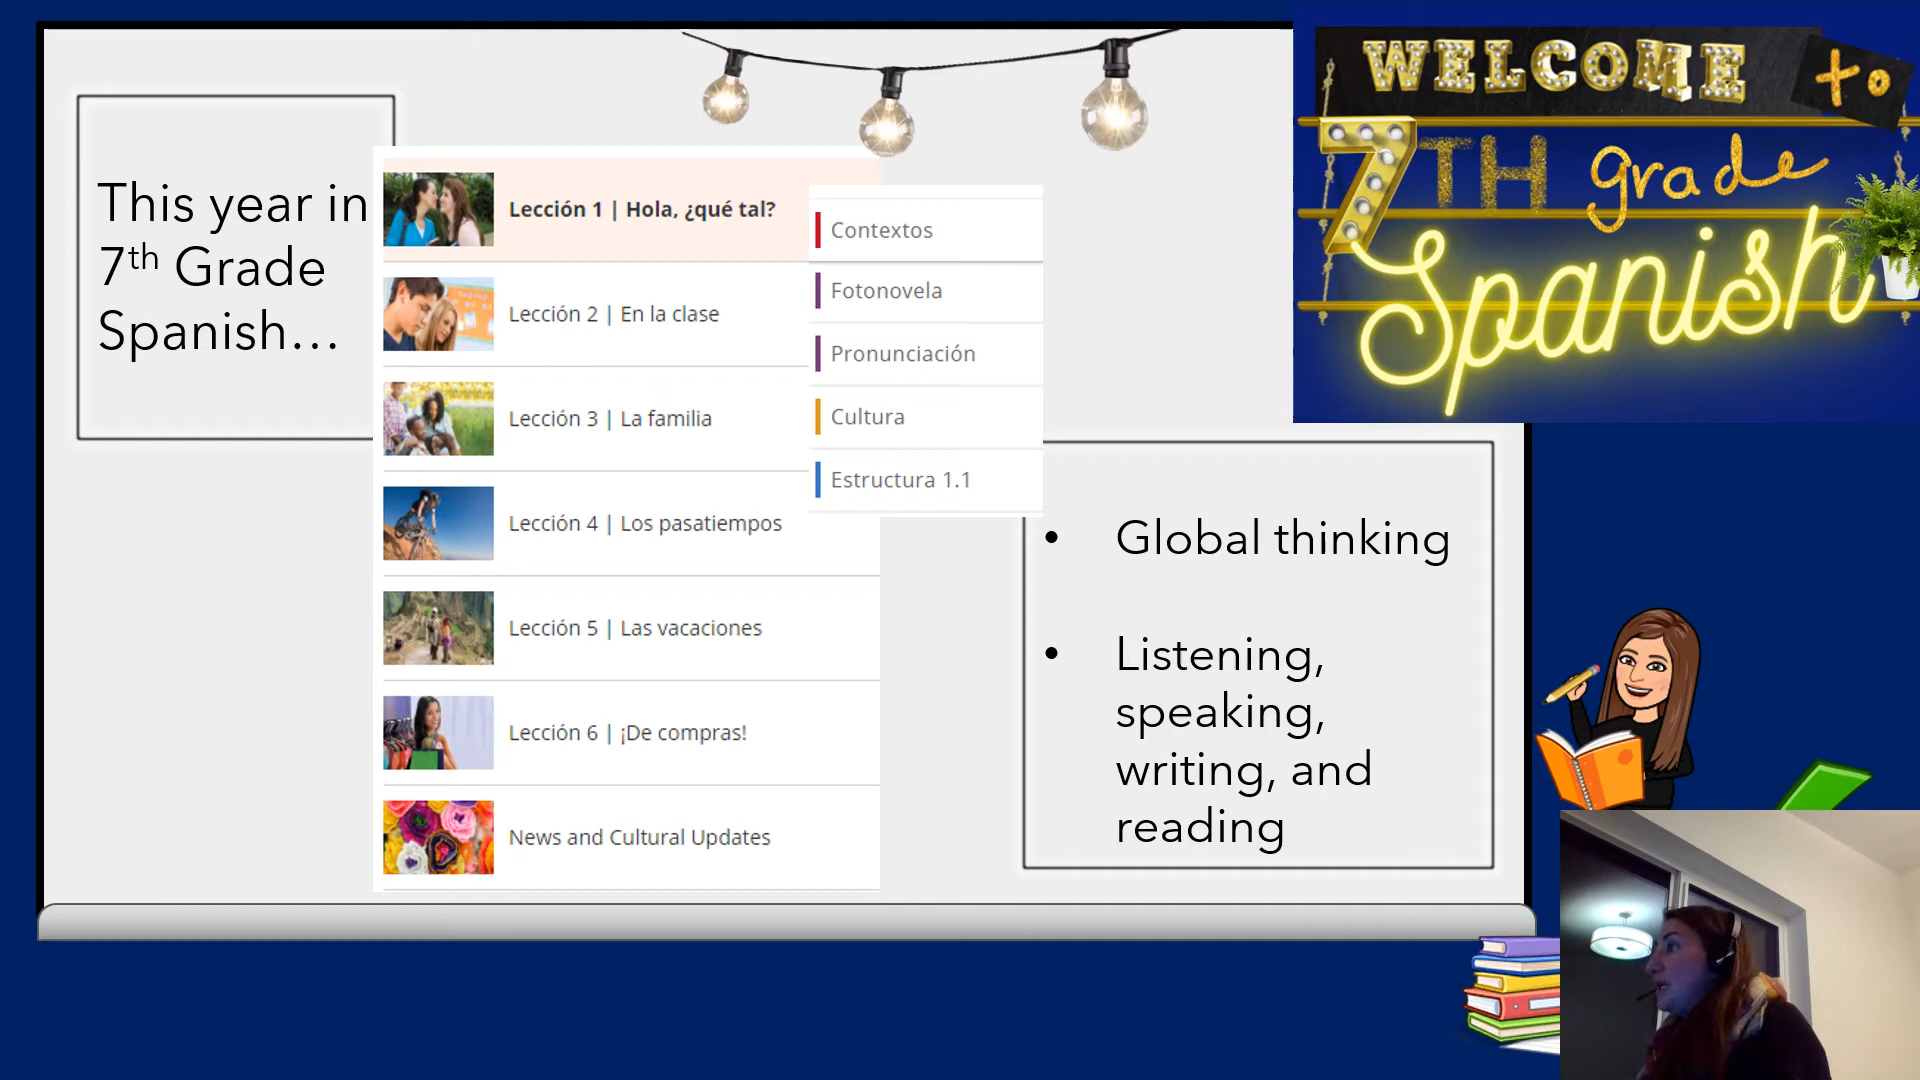 WELCOME to
7TH grade
Spanish
This year in
7th Grade
Spanish...
Lección 1 | Hola, ¿qué tal?
Lección 2 | En la clase
Lección 3 | La familia
Lección 4 | Los pasatiempos
Lección 5 | Las vacaciones
Lección 6 | ¡De compras!
News and Cultural Updates
Contextos
Fotonovela
Pronunciación
Cultura
Estructura 1.1
• Global thinking
• Listening,
speaking,
writing, and
reading